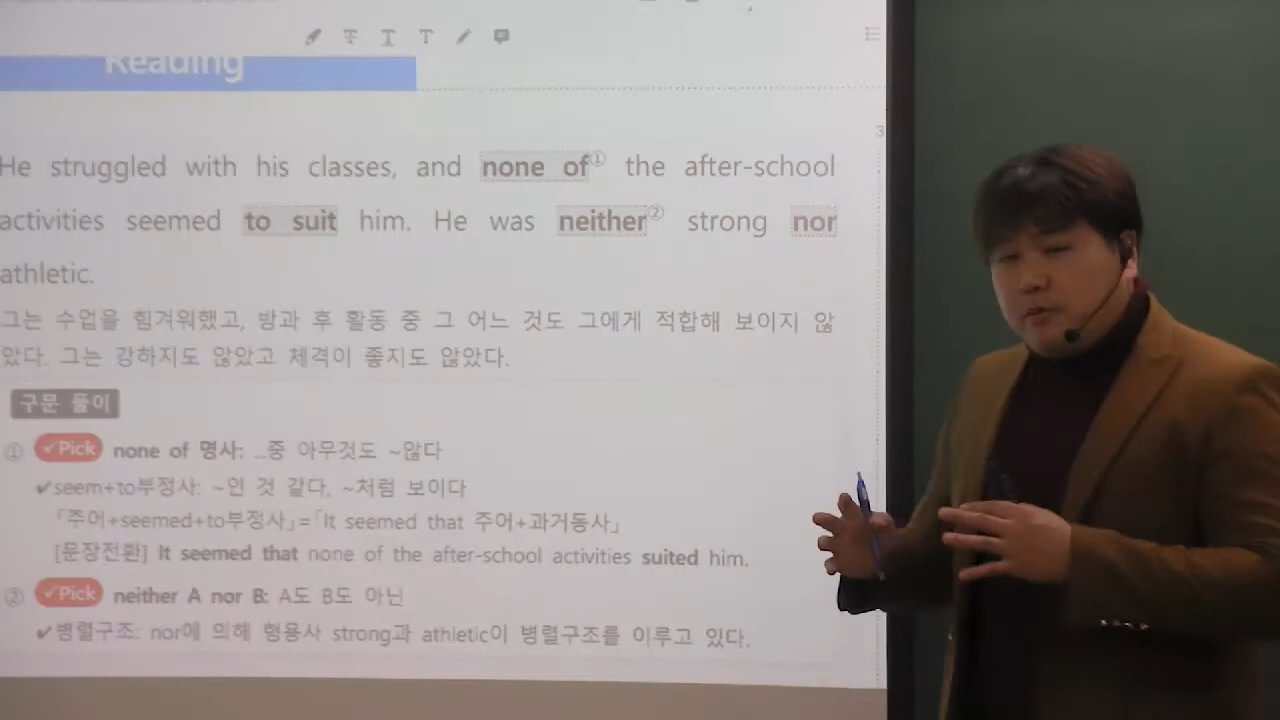 Reading
3
He struggled with his classes, and none of① the after-school
activities seemed to suit him. He was neither② strong nor
athletic.
그는 수업을 힘겨워했고, 방과 후 활동 중 그 어느 것도 그에게 적합해 보이지 않
았다. 그는 강하지도 않았고 체격이 좋지도 않았다.
구문 풀이
① ✓Pick none of 명사: …중 아무것도 ~않다
✔seem+to부정사: ~인 것 같다, ~처럼 보이다
「주어+seemed+to부정사」=「It seemed that 주어+과거동사」
[문장전환] It seemed that none of the after-school activities suited him.
② ✓Pick neither A nor B: A도 B도 아닌
✔병렬구조: nor에 의해 형용사 strong과 athletic이 병렬구조를 이루고 있다.